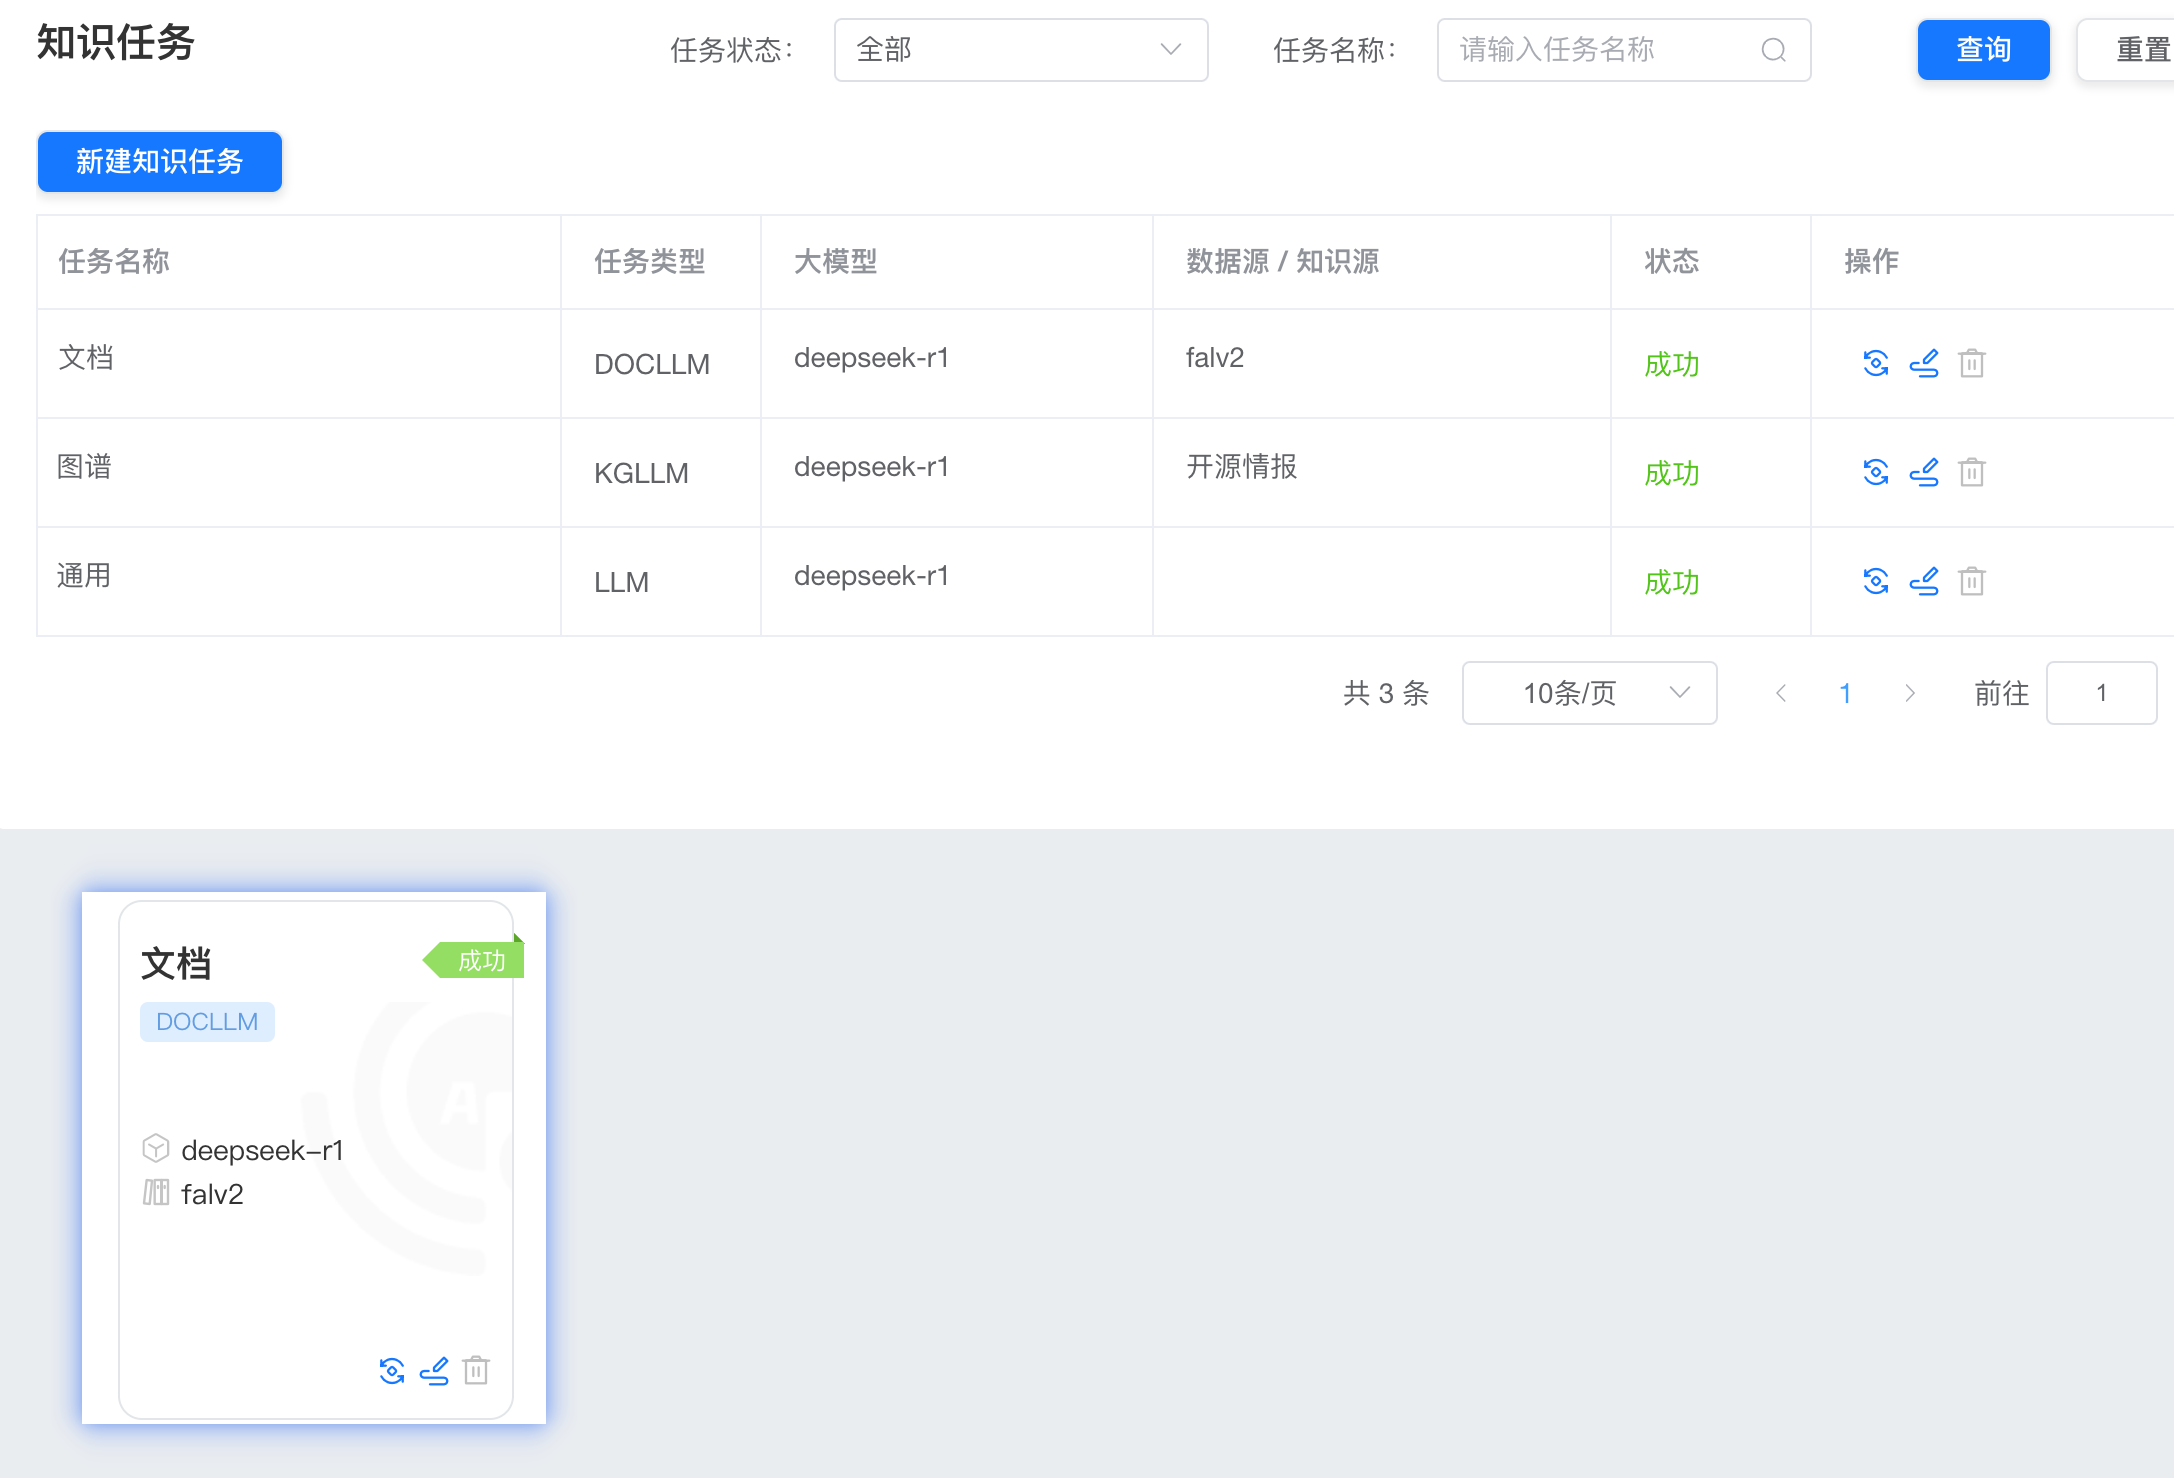 知识任务 任务状态： 全部 任务名称： 请输入任务名称 查询 重置
新建知识任务
任务名称 任务类型 大模型 数据源 / 知识源 状态 操作
文档 DOCLLM deepseek-r1 falv2 成功
图谱 KGLLM deepseek-r1 开源情报 成功
通用 LLM deepseek-r1 成功
共 3 条 10条/页 1 前往 1
文档 成功
DOCLLM
deepseek-r1
falv2